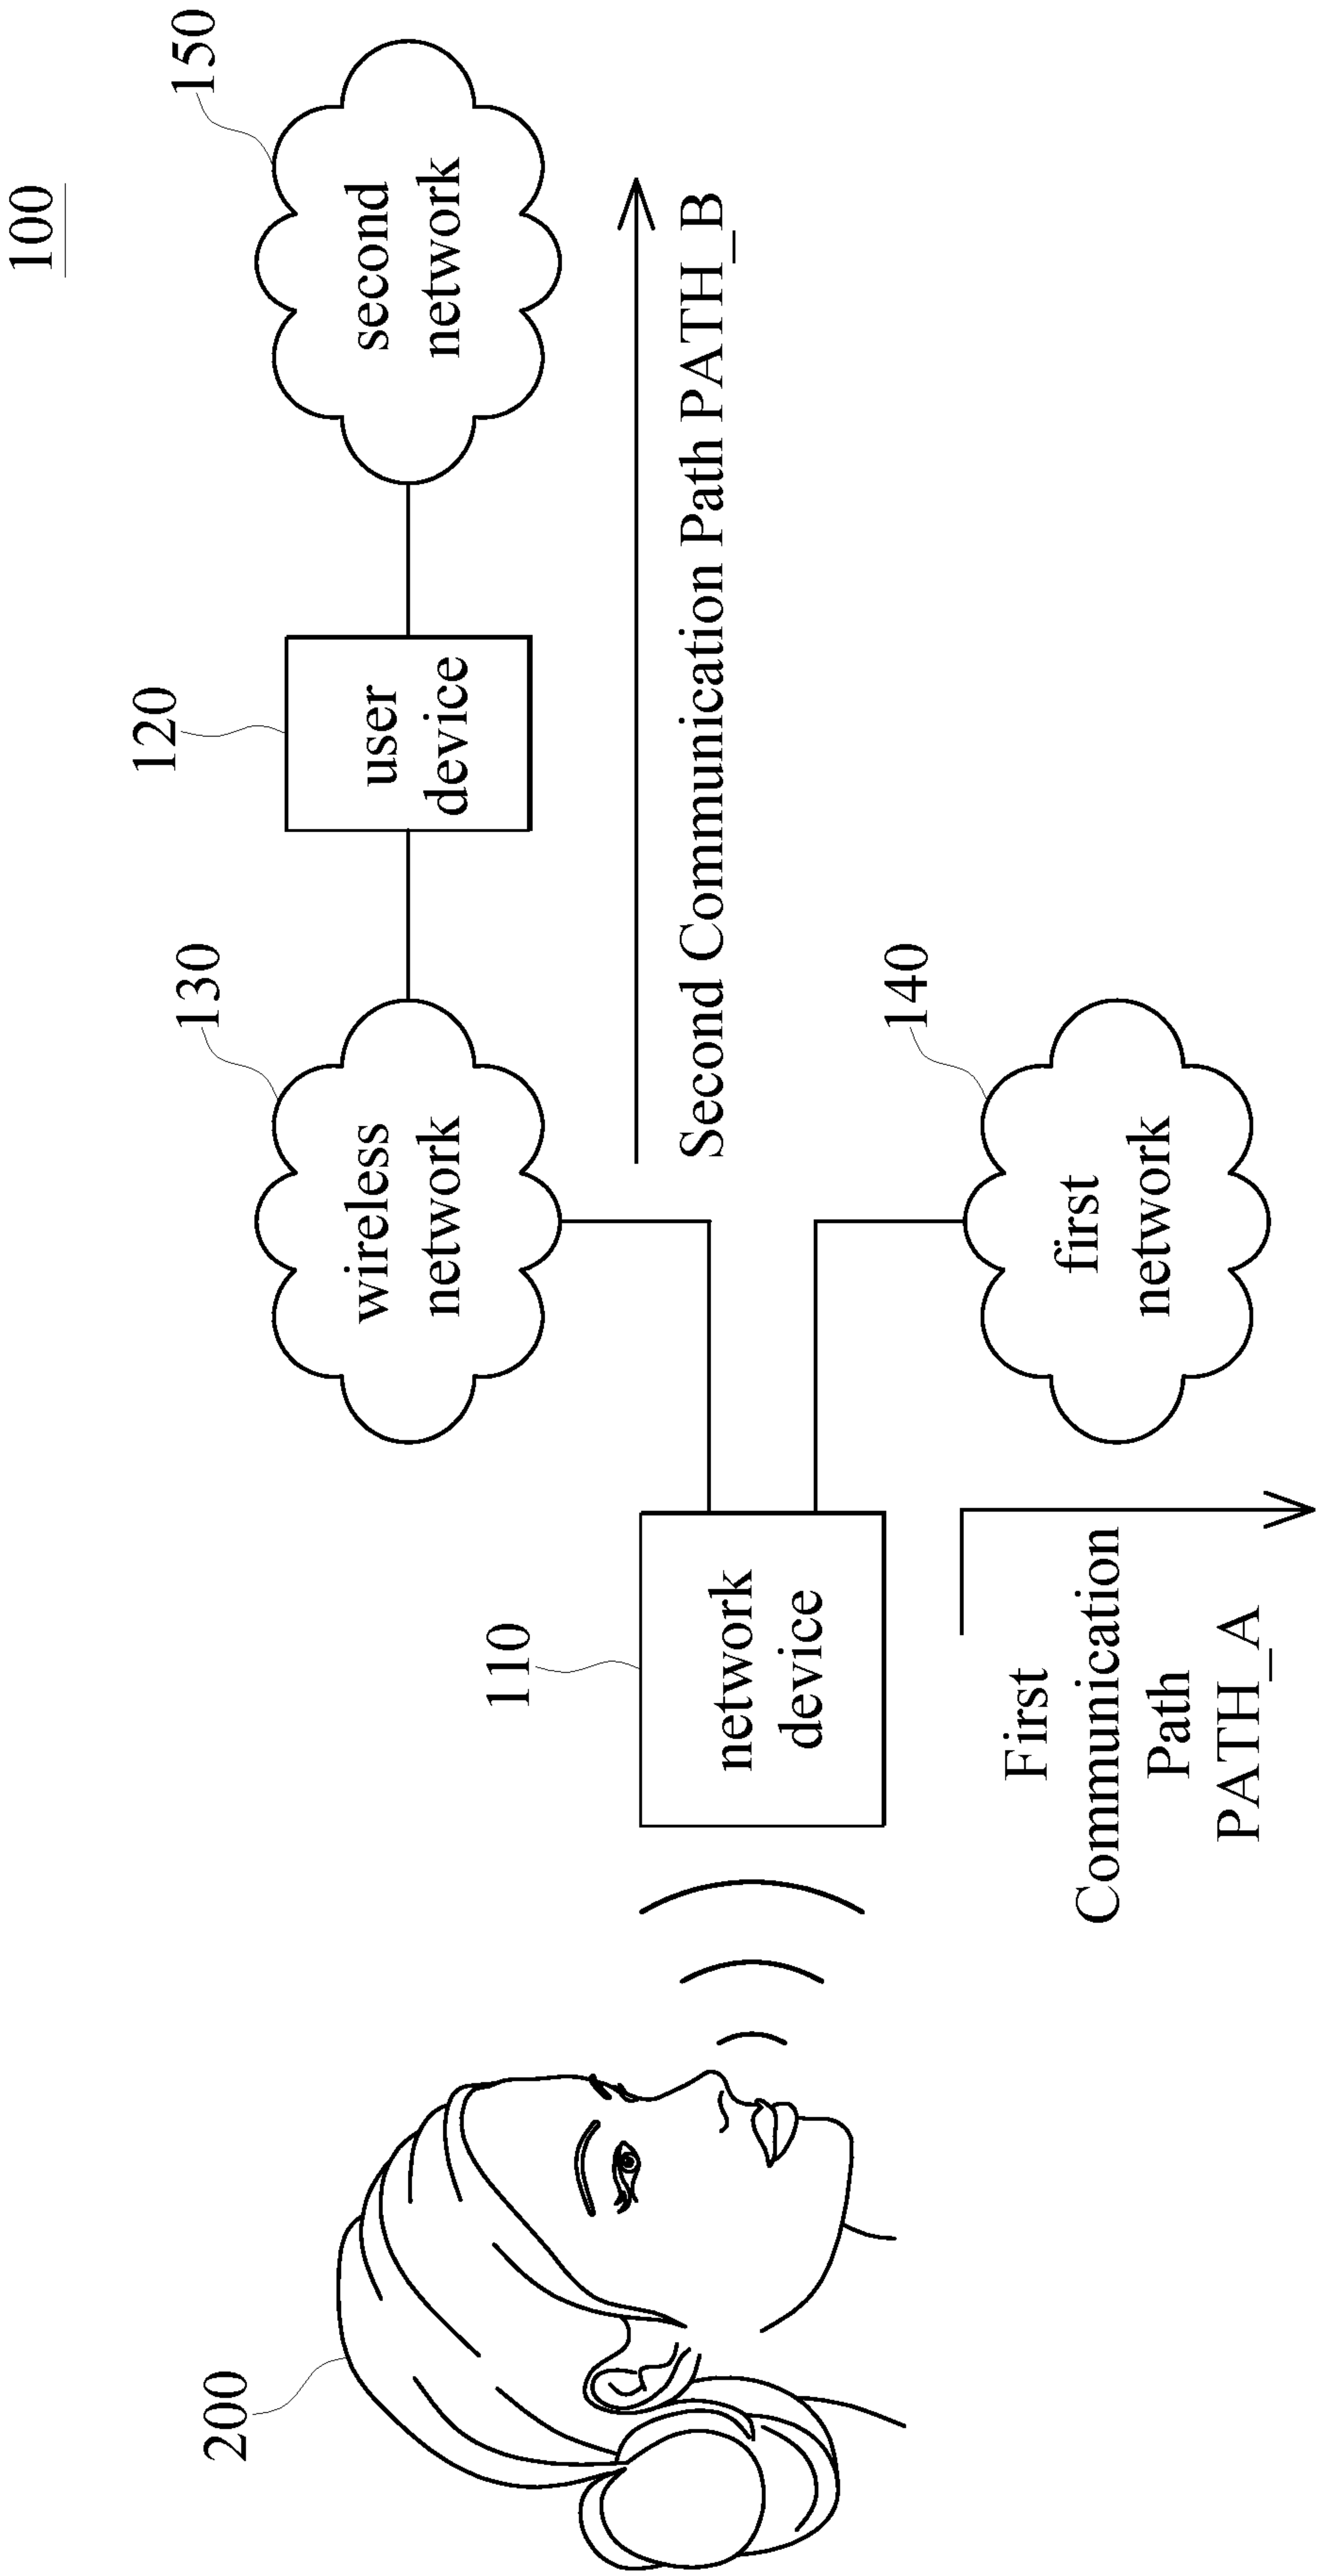 100
150
second
network
120
user
device
130
wireless
network
Second Communication Path PATH_B
110
network
device
140
first
network
First
Communication
Path
PATH_A
200